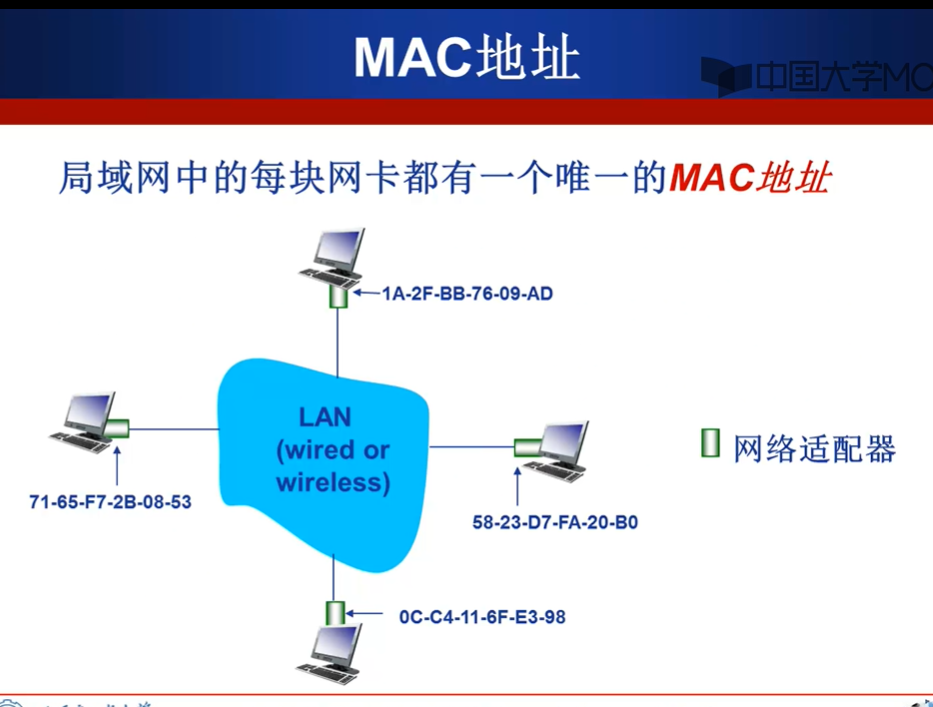 MAC地址
中国大学MO
局域网中的每块网卡都有一个唯一的MAC地址
1A-2F-BB-76-09-AD
LAN
(wired or
wireless)
网络适配器
71-65-F7-2B-08-53
58-23-D7-FA-20-B0
0C-C4-11-6F-E3-98